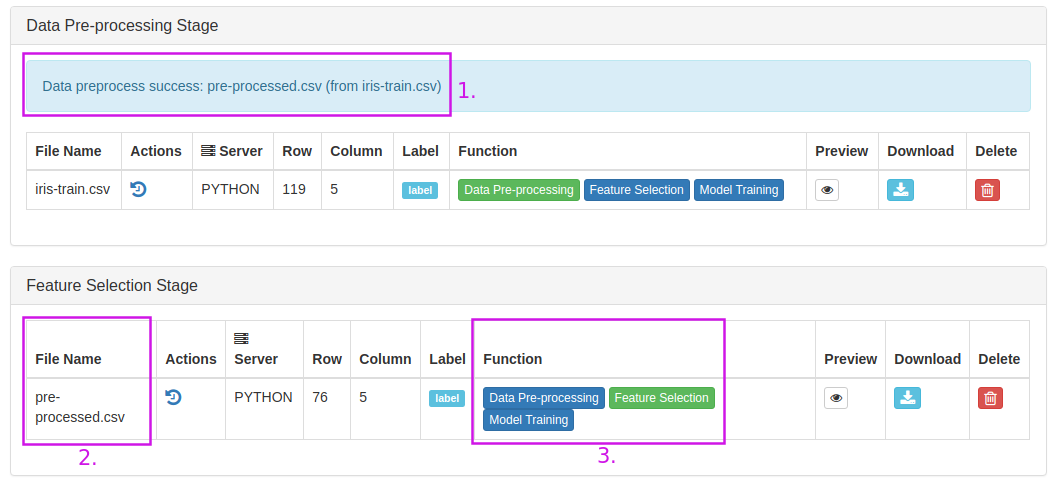 Data Pre-processing Stage
Data preprocess success: pre-processed.csv (from iris-train.csv)
1.
File Name Actions Server Row Column Label Function Preview Download Delete
iris-train.csv PYTHON 119 5 label Data Pre-processing Feature Selection Model Training
Feature Selection Stage
File Name Actions Server Row Column Label Function Preview Download Delete
pre-processed.csv PYTHON 76 5 label Data Pre-processing Feature Selection
Model Training
2.
3.